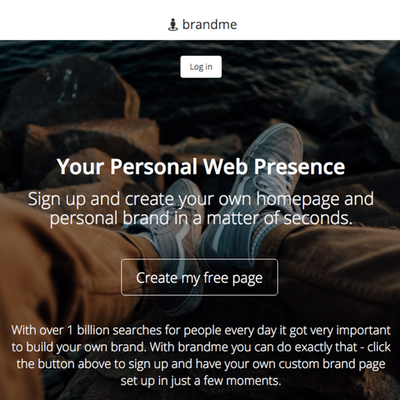 brandme
Log in
Your Personal Web Presence
Sign up and create your own homepage and
personal brand in a matter of seconds.
Create my free page
With over 1 billion searches for people every day it got very important
to build your own brand. With brandme you can do exactly that - click
the button above to sign up and have your own custom brand page
set up in just a few moments.